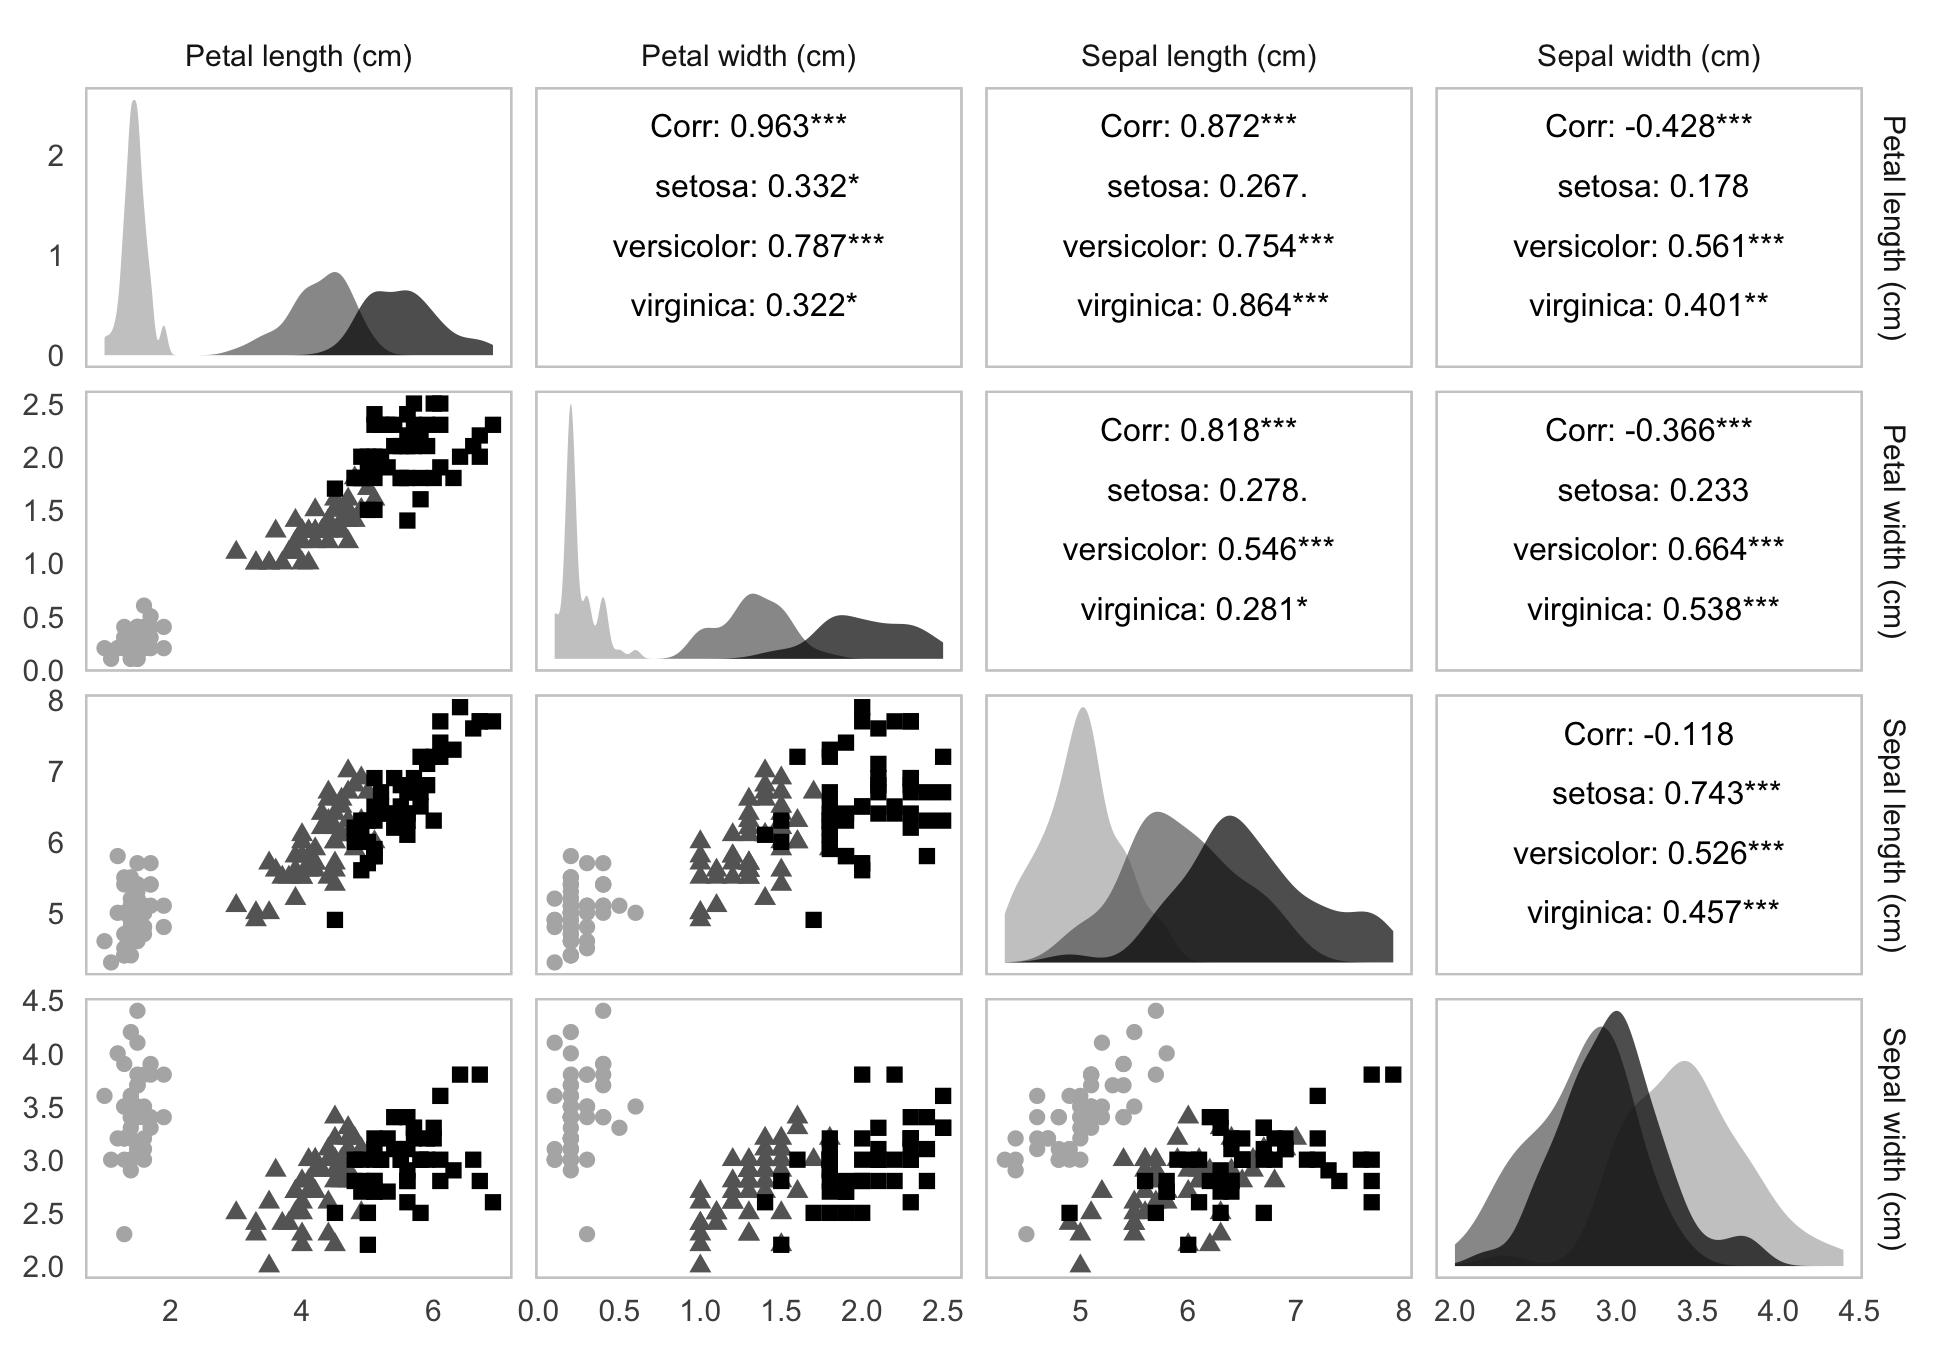 Petal length (cm)
Petal width (cm)
Sepal length (cm)
Sepal width (cm)
2
1
0
Corr: 0.963***
setosa: 0.332*
versicolor: 0.787***
virginica: 0.322*
Corr: 0.872***
setosa: 0.267.
versicolor: 0.754***
virginica: 0.864***
Corr: -0.428***
setosa: 0.178
versicolor: 0.561***
virginica: 0.401**
Petal length (cm)
2.5
2.0
1.5
1.0
0.5
0.0
Corr: 0.818***
setosa: 0.278.
versicolor: 0.546***
virginica: 0.281*
Corr: -0.366***
setosa: 0.233
versicolor: 0.664***
virginica: 0.538***
Petal width (cm)
8
7
6
5
Corr: -0.118
setosa: 0.743***
versicolor: 0.526***
virginica: 0.457***
Sepal length (cm)
4.5
4.0
3.5
3.0
2.5
2.0
Sepal width (cm)
2 4 6
0.0 0.5 1.0 1.5 2.0 2.5
5 6 7 8
2.0 2.5 3.0 3.5 4.0 4.5